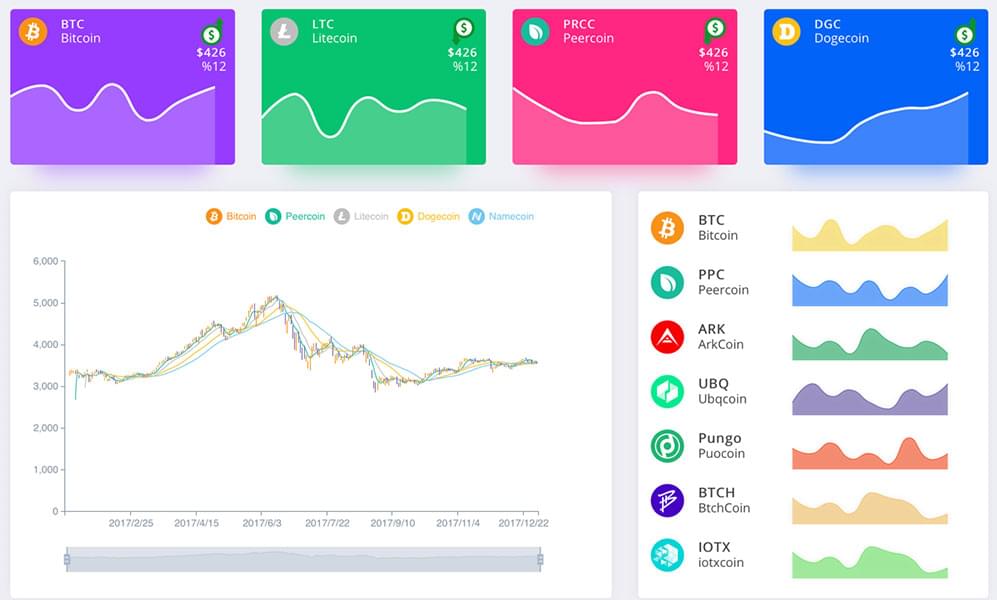 BTC
Bitcoin
$
$426
%12
LTC
Litecoin
$
$426
%12
PRCC
Peercoin
$
$426
%12
DGC
Dogecoin
$
$426
%12
Bitcoin Peercoin Litecoin Dogecoin Namecoin
6,000
5,000
4,000
3,000
2,000
1,000
0
2017/2/25 2017/4/15 2017/6/3 2017/7/22 2017/9/10 2017/11/4 2017/12/22
BTC
Bitcoin
PPC
Peercoin
ARK
ArkCoin
UBQ
Ubqcoin
Pungo
Puocoin
BTCH
BtchCoin
IOTX
iotxcoin